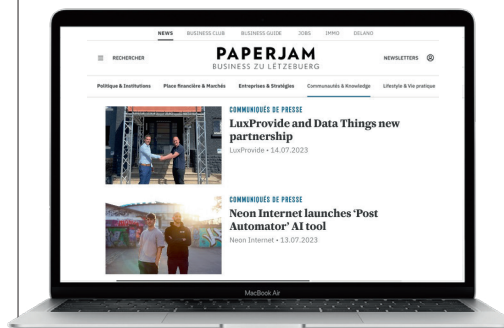 NEWS BUSINESS CLUB BUSINESS GUIDE JOBS IMMO DELANO
RECHERCHER
PAPERJAM
BUSINESS ZU LËTZEBUERG
NEWSLETTERS
Politique & Institutions Place financière & Marchés Entreprises & Stratégies Communautés & Knowledge Lifestyle & Vie pratique
COMMUNIQUÉS DE PRESSE
LuxProvide and Data Things new
partnership
LuxProvide • 14.07.2023
COMMUNIQUÉS DE PRESSE
Neon Internet launches ‘Post
Automator’ AI tool
Neon Internet • 13.07.2023
MacBook Air